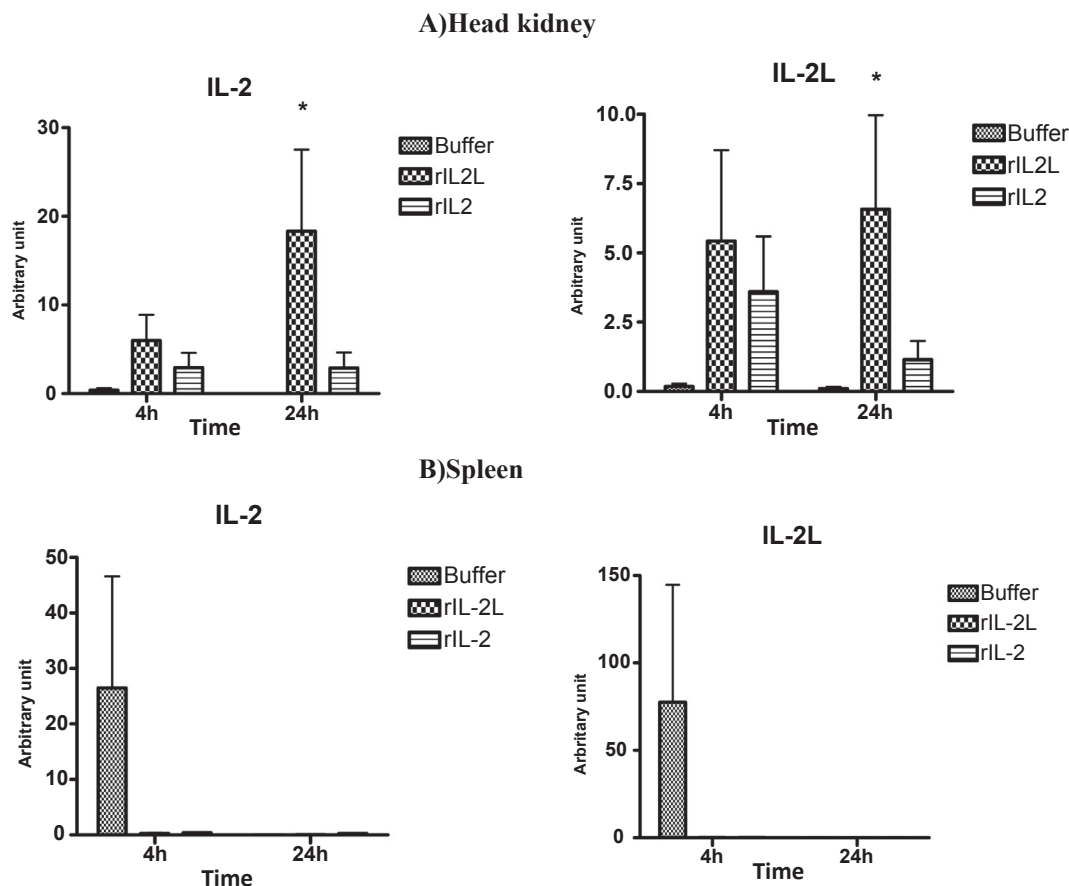 A)Head kidney
IL-2
*
30
20
10
0
Arbitrary unit
4h
24h
Time
Buffer
rIL2L
rIL2
IL-2L
*
10.0
7.5
5.0
2.5
0.0
Arbitrary unit
4h
24h
Time
Buffer
rIL2L
rIL2
B)Spleen
IL-2
50
40
30
20
10
0
Arbitrary unit
4h
24h
Time
Buffer
rIL-2L
rIL-2
IL-2L
150
100
50
0
Arbritary unit
4h
24h
Time
Buffer
rIL-2L
rIL-2